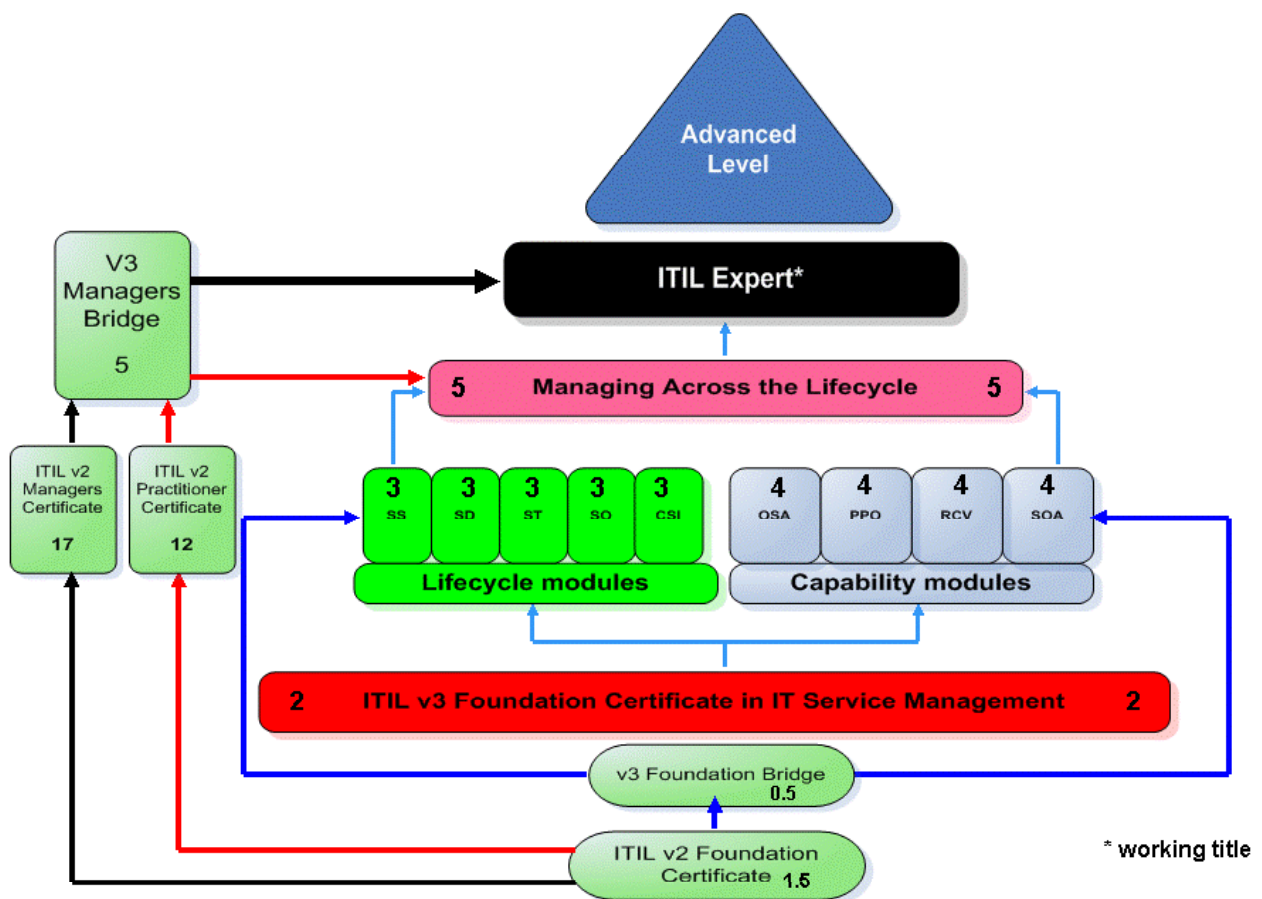 Advanced
Level
ITIL Expert*
V3
Managers
Bridge
5
5 Managing Across the Lifecycle 5
ITIL v2
Managers
Certificate
17
ITIL v2
Practitioner
Certificate
12
3 3 3 3 3
SS SD ST SO CSI
Lifecycle modules
4 4 4 4
OSA PPO RCV SOA
Capability modules
2 ITIL v3 Foundation Certificate in IT Service Management 2
v3 Foundation Bridge
0.5
ITIL v2 Foundation
Certificate 1.5
* working title